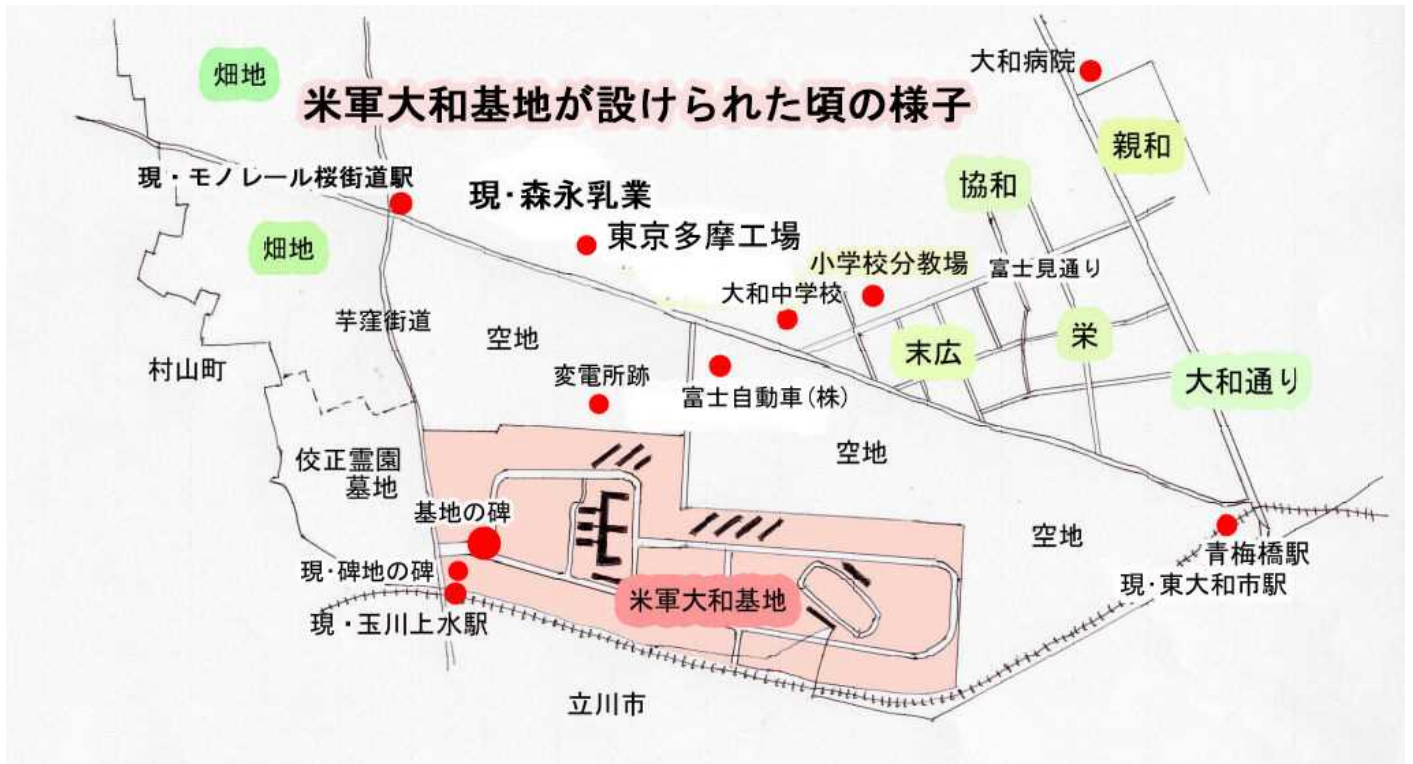 大和病院
畑地
米軍大和基地が設けられた頃の様子
親和
現・モノレール桜街道駅
協和
現・森永乳業
東京多摩工場
畑地
小学校分教場
富士見通り
大和中学校
芋窪街道
空地
栄
末広
村山町
変電所跡
富士自動車(株)
大和通り
空地
佼正霊園
墓地
基地の碑
空地
青梅橋駅
現・東大和市駅
現・碑地の碑
米軍大和基地
現・玉川上水駅
立川市